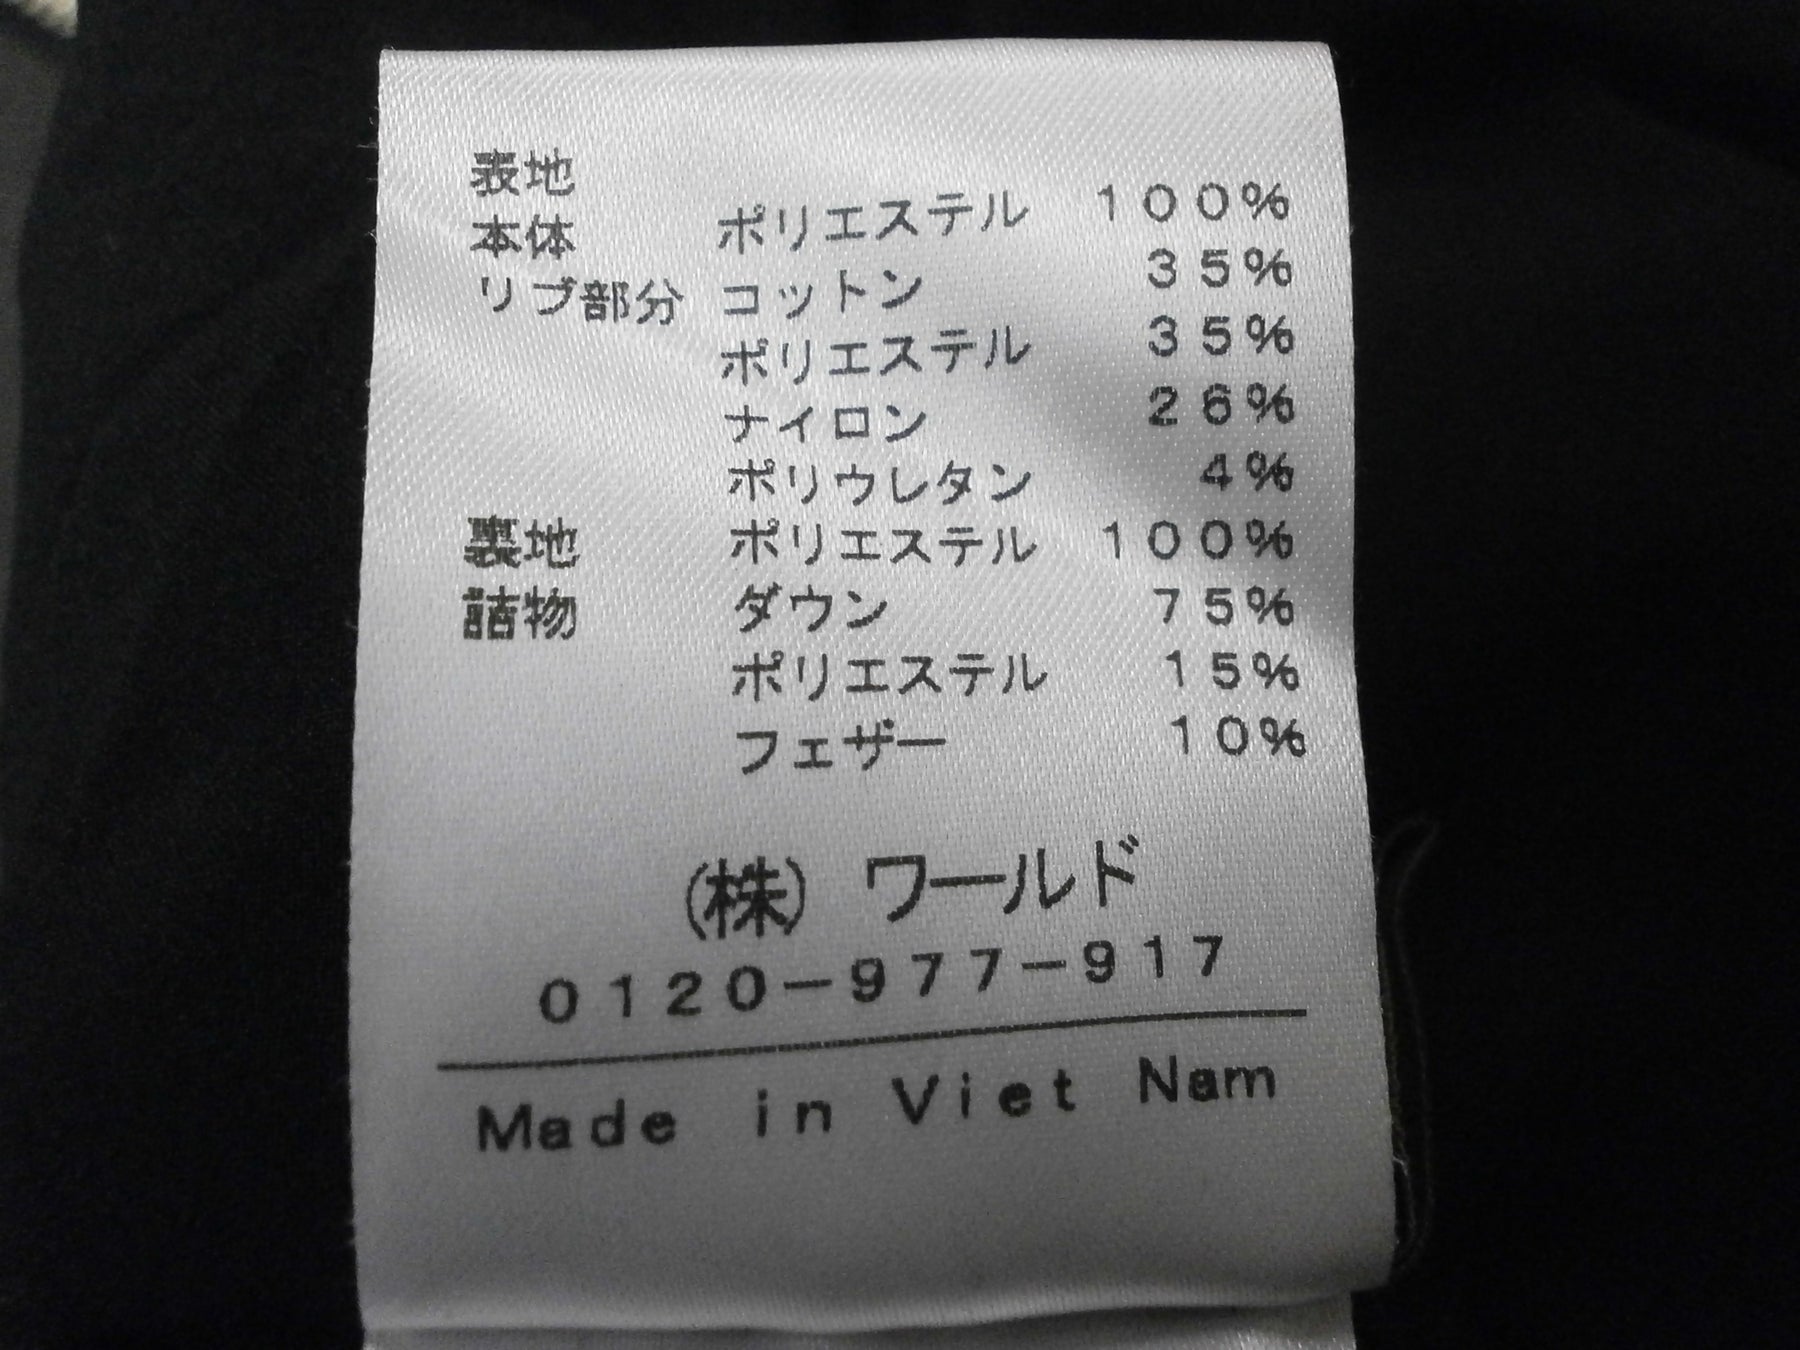 表地
本体 ポリエステル 100%
リブ部分 コットン 35%
ポリエステル 35%
ナイロン 26%
ポリウレタン 4%
裏地 ポリエステル 100%
詰物 ダウン 75%
ポリエステル 15%
フェザー 10%
(株) ワールド
0120-977-917
Made in Viet Nam